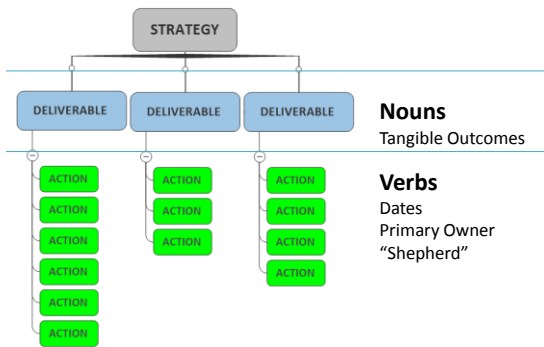 STRATEGY
DELIVERABLE DELIVERABLE DELIVERABLE
Nouns
Tangible Outcomes
ACTION ACTION ACTION
ACTION ACTION ACTION
ACTION ACTION ACTION
ACTION ACTION
ACTION
ACTION
Verbs
Dates
Primary Owner
“Shepherd”